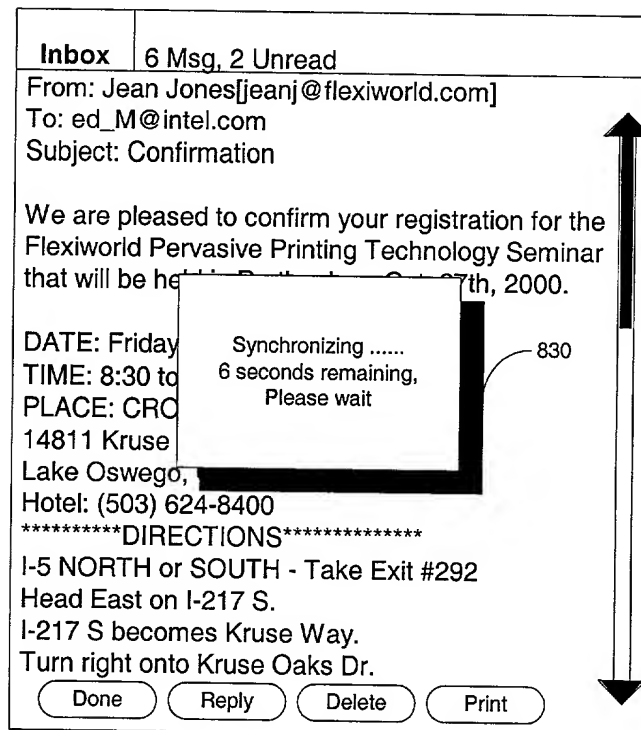 Inbox 6 Msg, 2 Unread
From: Jean Jones[jeanj@flexiworld.com]
To: ed_M@intel.com
Subject: Confirmation
We are pleased to confirm your registration for the
Flexiworld Pervasive Printing Technology Seminar
that will be 7th, 2000.
DATE: Friday
TIME: 8:30 to
PLACE: CRO
14811 Kruse
Lake Oswego,
Hotel: (503) 624-8400
Synchronizing ......
6 seconds remaining,
Please wait
830
**********DIRECTIONS**************
I-5 NORTH or SOUTH - Take Exit #292
Head East on I-217 S.
I-217 S becomes Kruse Way.
Turn right onto Kruse Oaks Dr.
Done Reply Delete Print